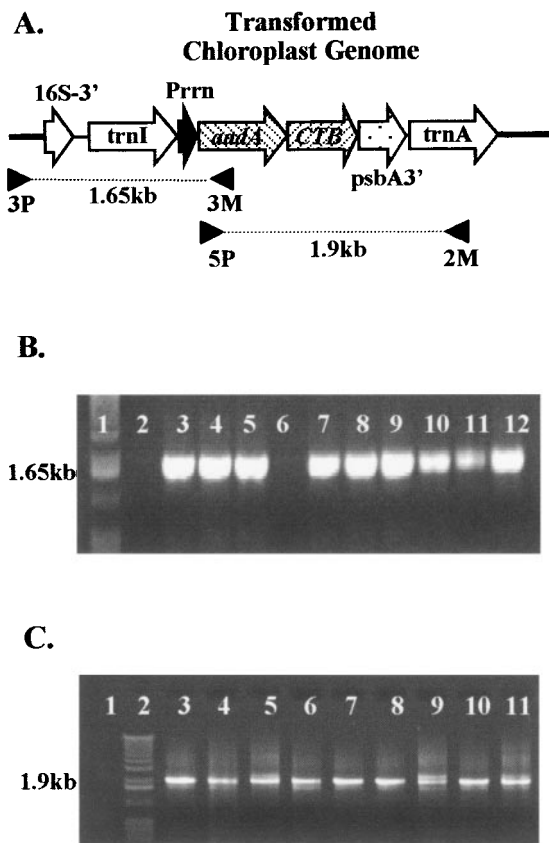 A.
Transformed
Chloroplast Genome
16S-3'
Prrn
trnI
aadA
CTB
psbA3'
trnA
3P
1.65kb
3M
5P
1.9kb
2M
B.
1 2 3 4 5 6 7 8 9 10 11 12
1.65kb
C.
1 2 3 4 5 6 7 8 9 10 11
1.9kb